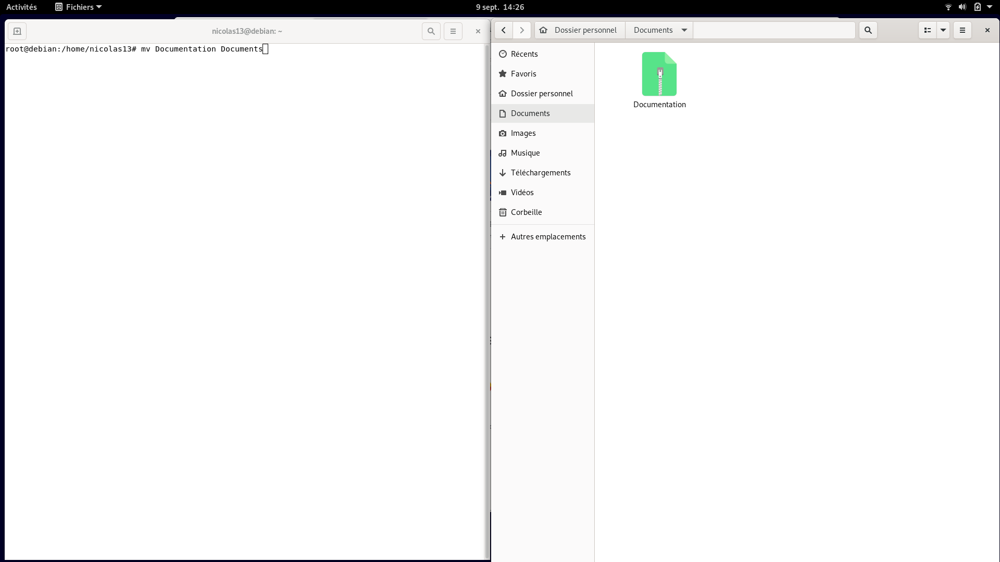 Activités
Fichiers
9 sept. 14:26
nicolas13@debian: ~
root@debian:/home/nicolas13# mv Documentation Documents
Dossier personnel
Documents
Récents
Favoris
Dossier personnel
Documents
Images
Musique
Téléchargements
Vidéos
Corbeille
Autres emplacements
Documentation